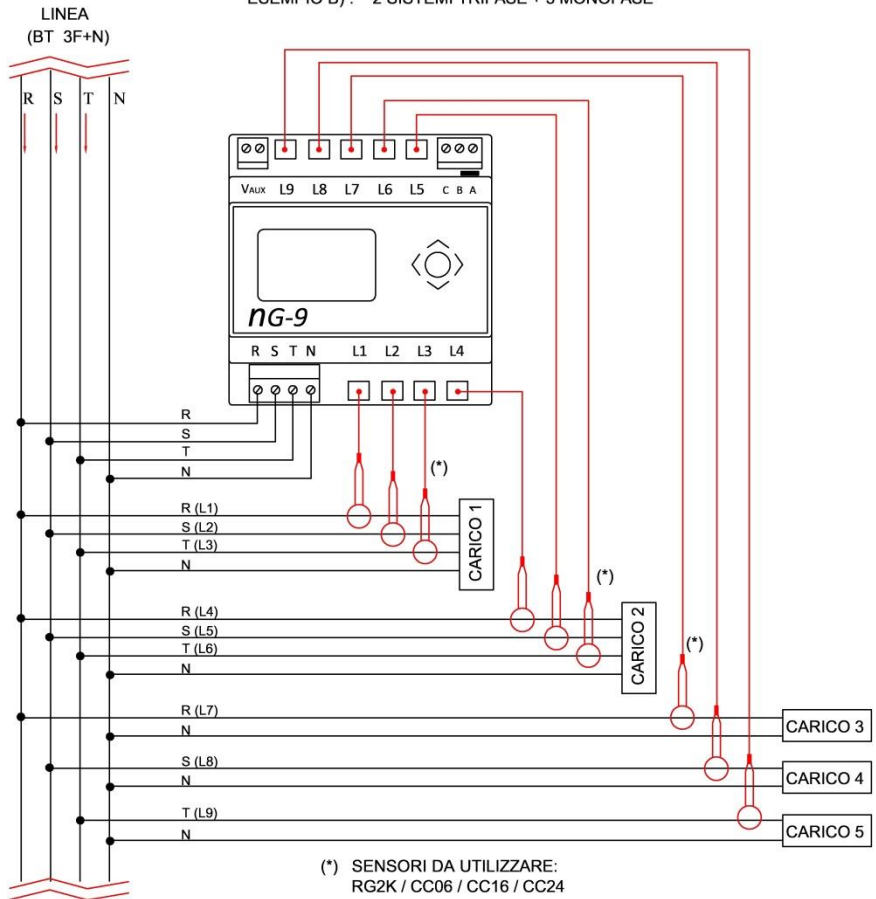 ESEMPIO B) : 2 SISTEMI TRIFASE + 3 MONOFASE
LINEA
(BT 3F+N)
R S T N
VAUX L9 L8 L7 L6 L5 C B A
nG-9
R S T N L1 L2 L3 L4
R
S
T
N
(*)
R (L1)
S (L2)
T (L3)
N
CARICO 1
(*)
R (L4)
S (L5)
T (L6)
N
CARICO 2
(*)
R (L7)
N
CARICO 3
S (L8)
N
CARICO 4
T (L9)
N
CARICO 5
(*) SENSORI DA UTILIZZARE:
RG2K / CC06 / CC16 / CC24